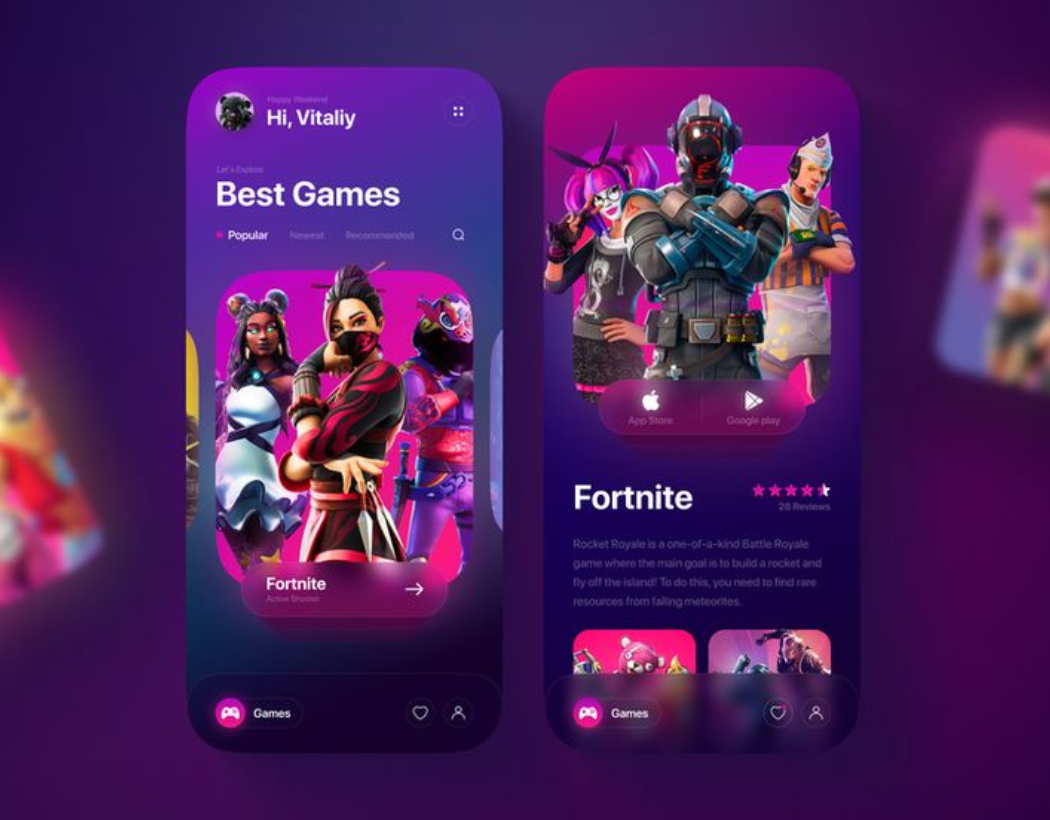 Happy Weekend
Hi, Vitaliy
Let's Explore
Best Games
Popular
Newest
Recommended
Fortnite
Active Shooter
Games
App Store
Google play
Fortnite
28 Reviews
Rocket Royale is a one-of-a-kind Battle Royale
game where the main goal is to build a rocket and
fly off the island! To do this, you need to find rare
resources from falling meteorites.
Games